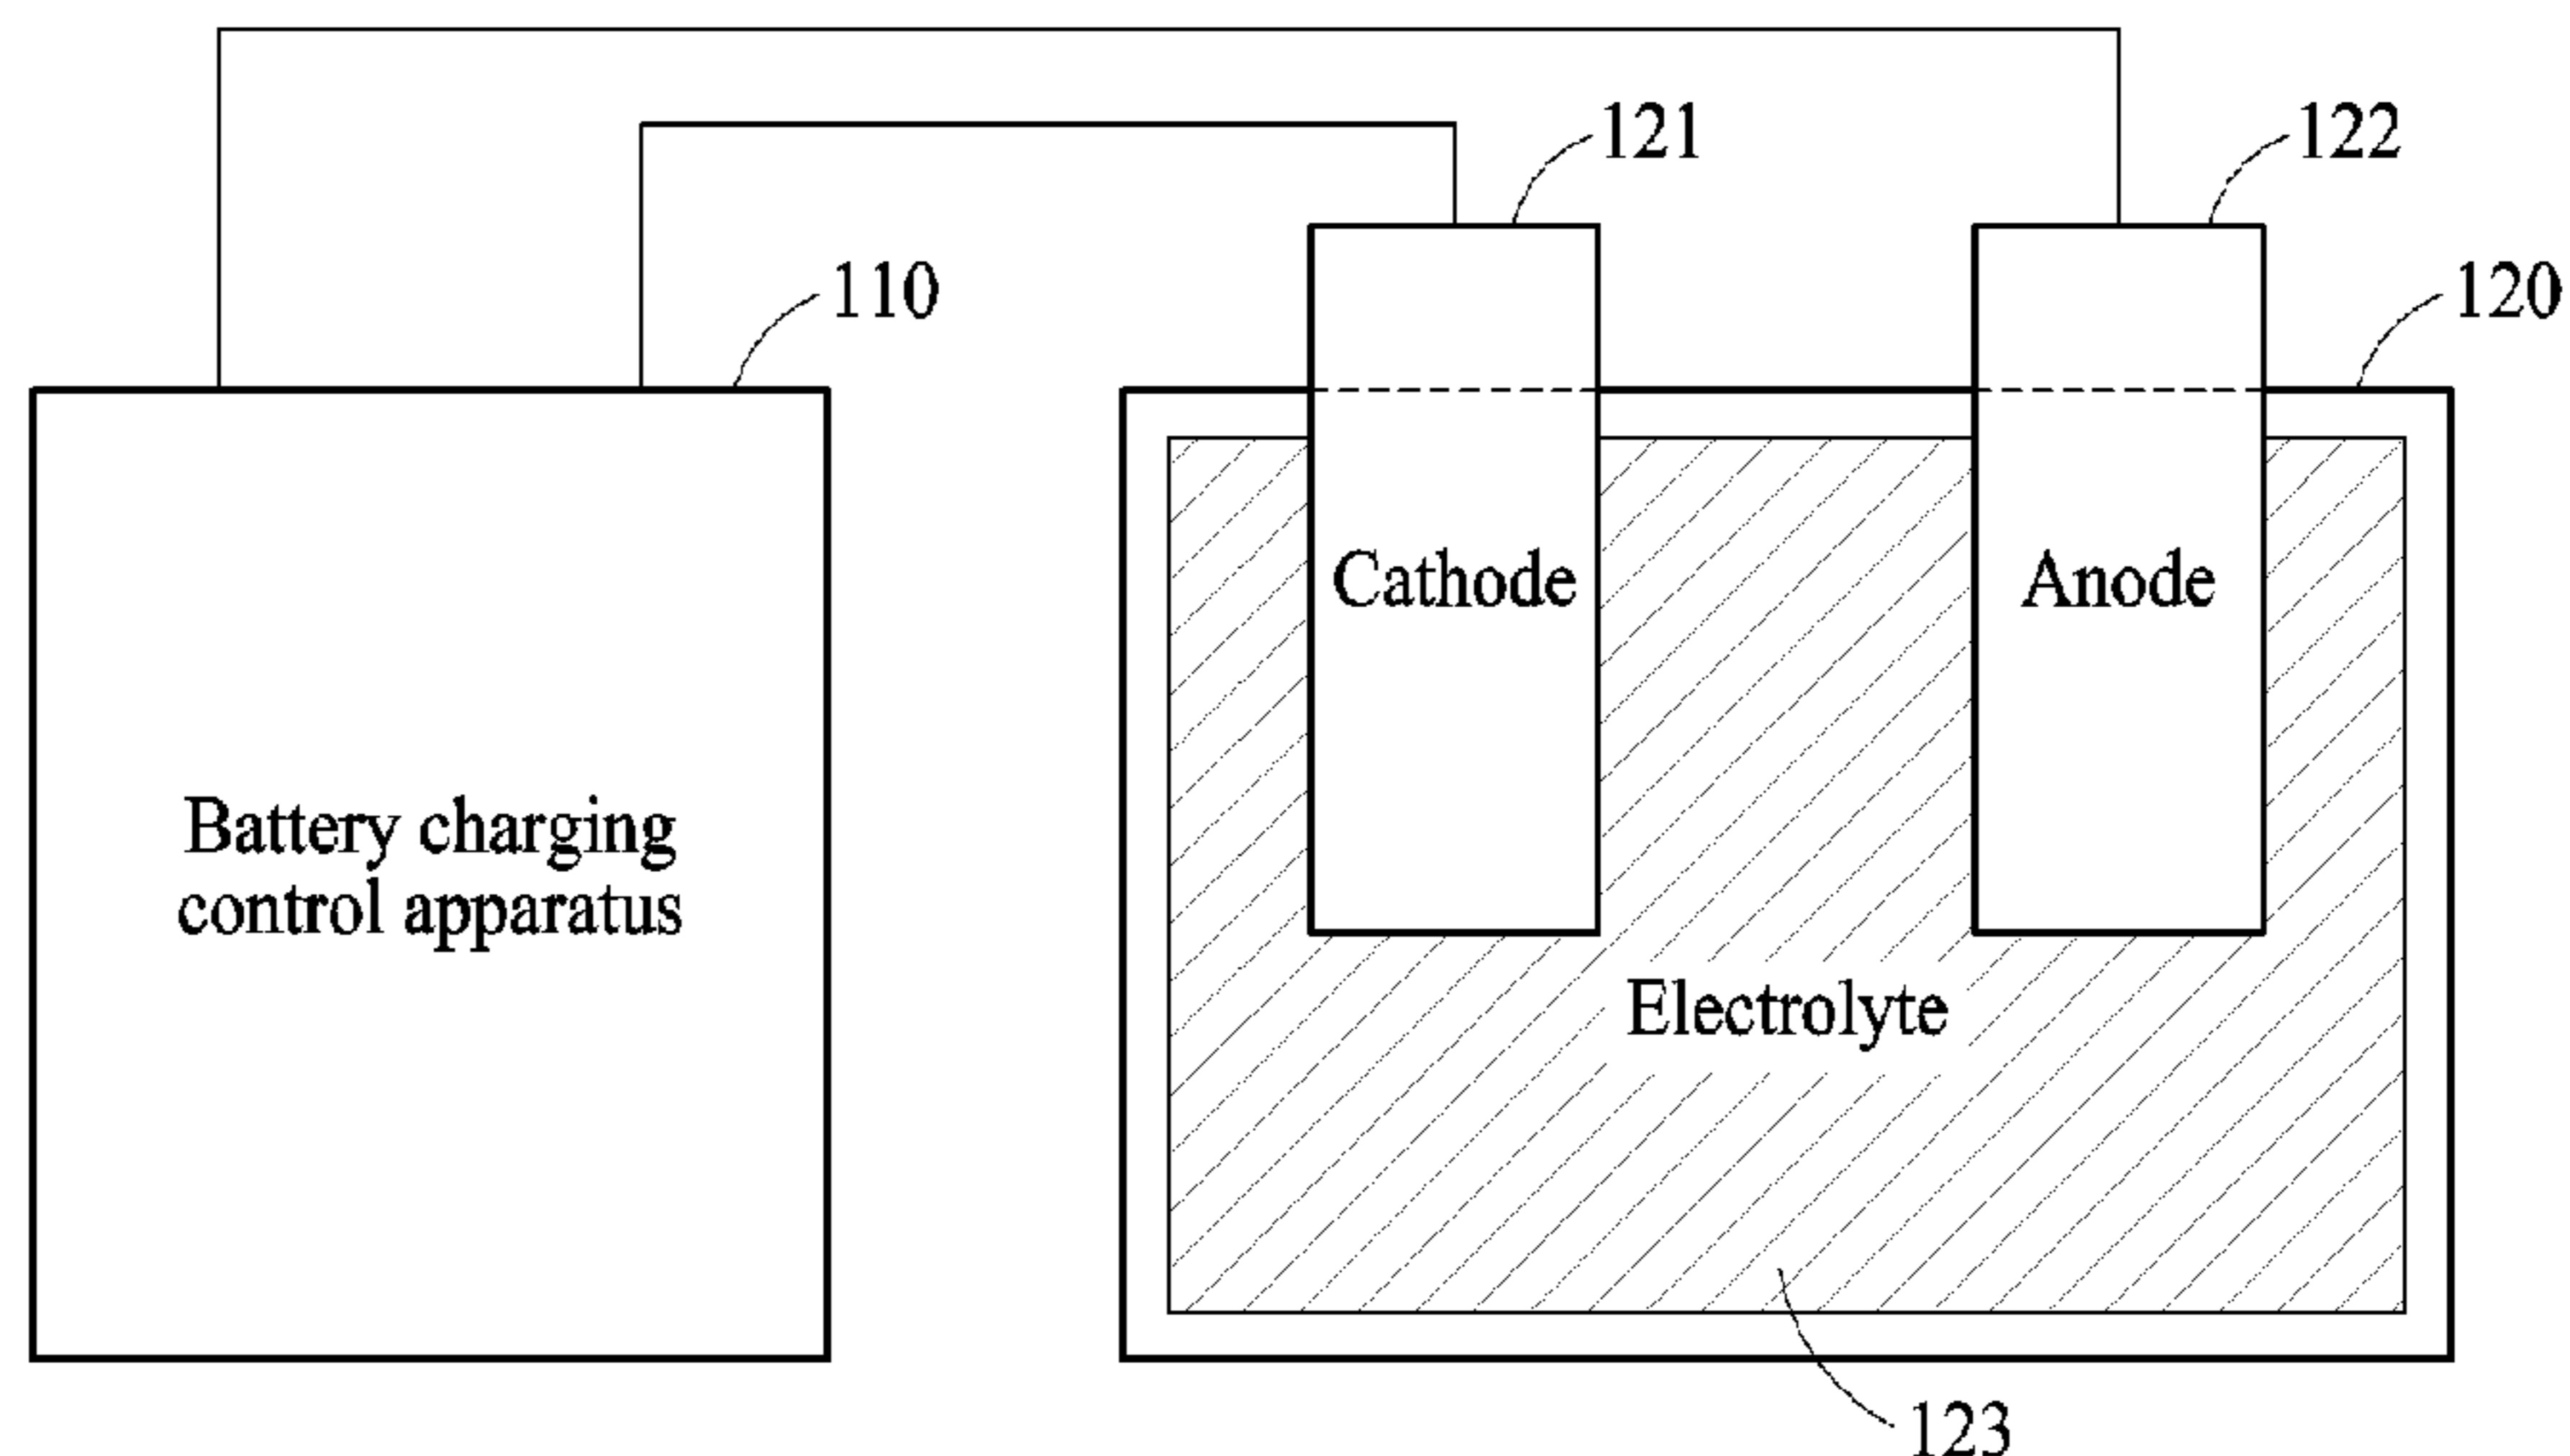 121
122
110
120
Cathode
Anode
Battery charging
control apparatus
Electrolyte
123